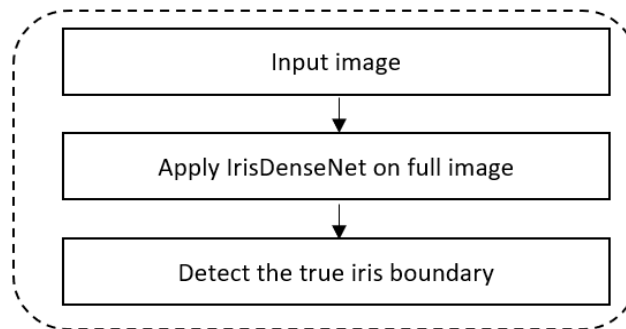 Input image
Apply IrisDenseNet on full image
Detect the true iris boundary